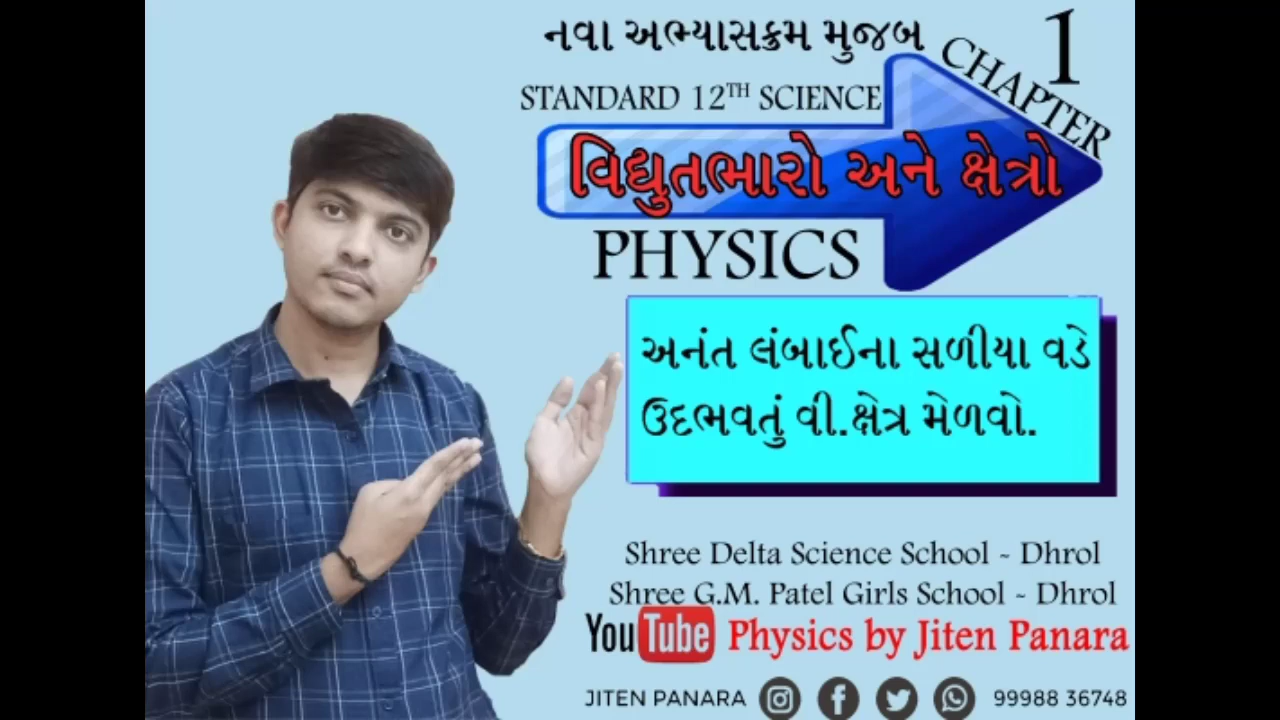 નવા અભ્યાસક્રમ મુજબ
CHAPTER 1
STANDARD 12TH SCIENCE
વિદ્યુતભારો અને ક્ષેત્રો
PHYSICS
અનંત લંબાઈના સળીયા વડે
ઉદભવતું વી.ક્ષેત્ર મેળવો.
Shree Delta Science School - Dhrol
Shree G.M. Patel Girls School - Dhrol
YouTube Physics by Jiten Panara
JITEN PANARA 99988 36748